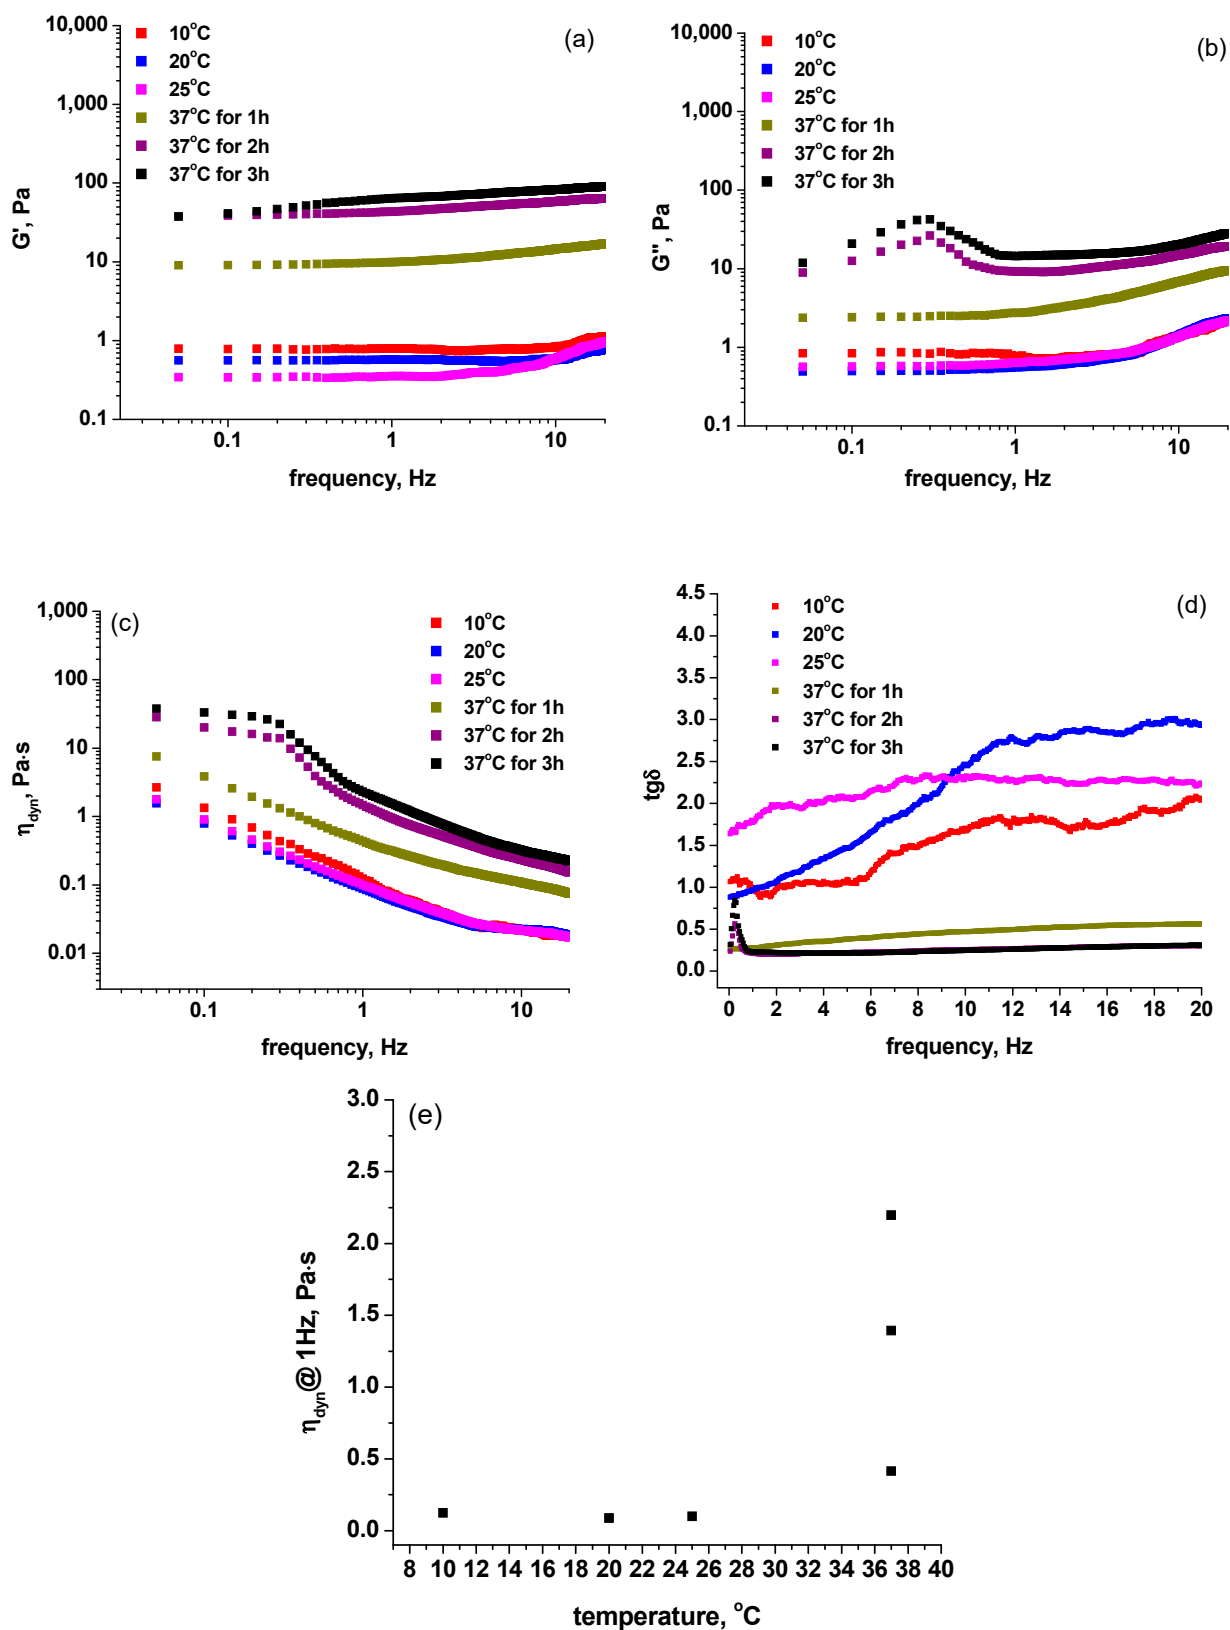 (a)
10°C
20°C
25°C
37°C for 1h
37°C for 2h
37°C for 3h
10,000
1,000
100
10
1
0.1
G', Pa
0.1 1 10
frequency, Hz
(b)
10°C
20°C
25°C
37°C for 1h
37°C for 2h
37°C for 3h
10,000
1,000
100
10
1
0.1
G'', Pa
0.1 1 10
frequency, Hz
(c)
10°C
20°C
25°C
37°C for 1h
37°C for 2h
37°C for 3h
1,000
100
10
1
0.1
0.01
ηdyn, Pa·s
0.1 1 10
frequency, Hz
(d)
10°C
20°C
25°C
37°C for 1h
37°C for 2h
37°C for 3h
4.5
4.0
3.5
3.0
2.5
2.0
1.5
1.0
0.5
0.0
tgδ
0 2 4 6 8 10 12 14 16 18 20
frequency, Hz
(e)
3.0
2.5
2.0
1.5
1.0
0.5
0.0
ηdyn@1Hz, Pa·s
8 10 12 14 16 18 20 22 24 26 28 30 32 34 36 38 40
temperature, °C